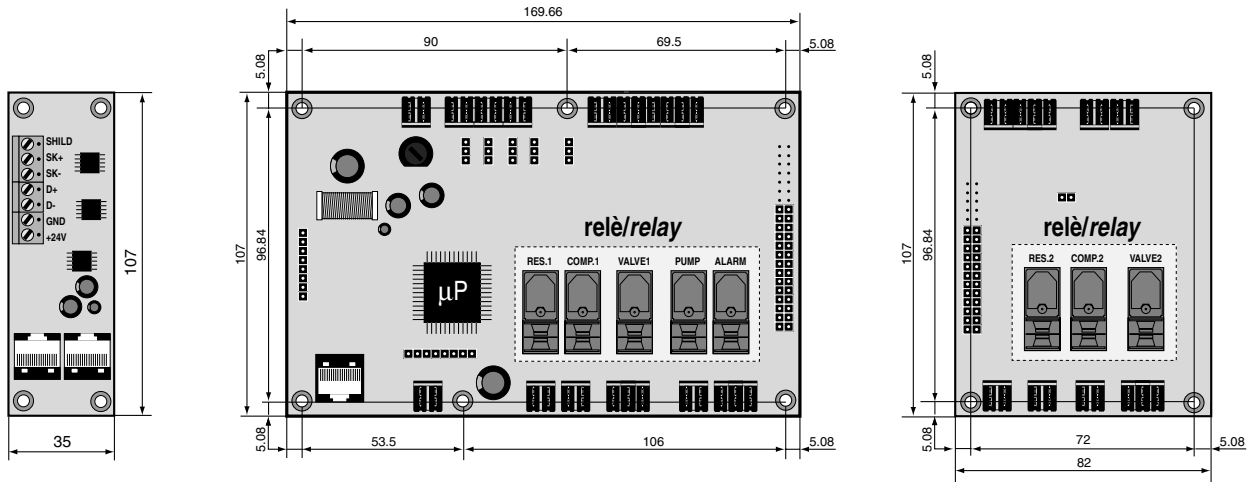 SHILD
SK+
SK-
D+
D-
GND
+24V
107
35
169.66
90
69.5
5.08
5.08
107
96.84
relè/relay
RES.1 COMP.1 VALVE1 PUMP ALARM
µP
5.08
53.5
106
5.08
5.08
107
96.84
relè/relay
RES.2 COMP.2 VALVE2
5.08
72
5.08
82